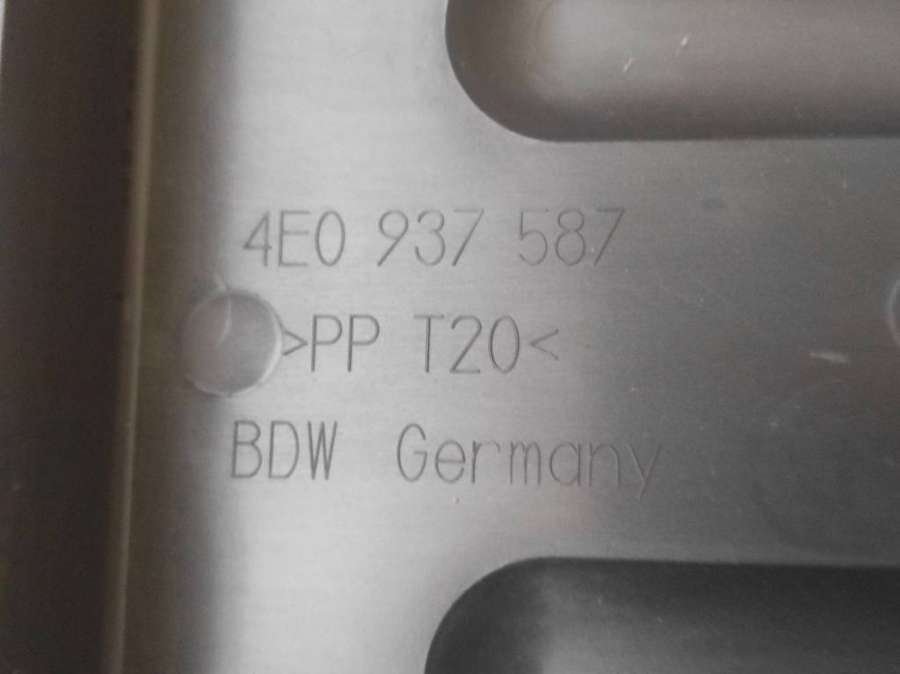 4E0 937 587
>PP T20<
BDW Germany